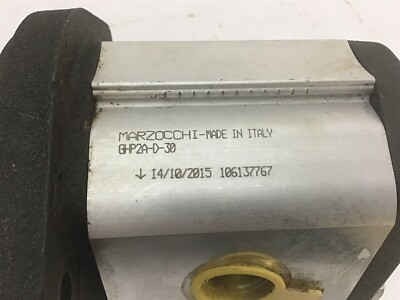 MARZOCCHI-MADE IN ITALY
GHP2A-D-30
↓ 14/10/2015 106137767